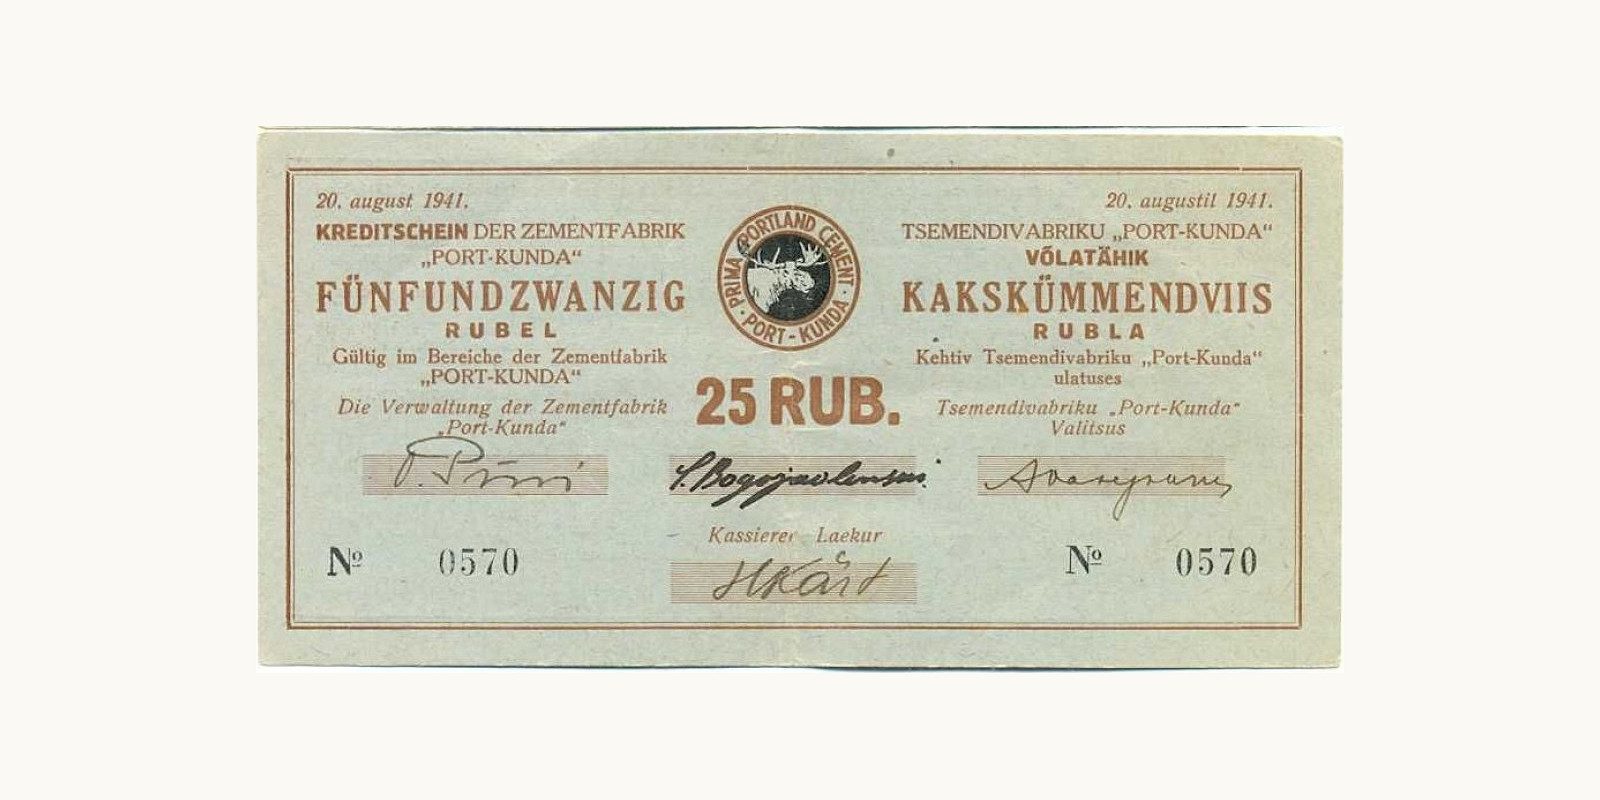 20. august 1941.
KREDITSCHEIN DER ZEMENTFABRIK
„PORT-KUNDA“
FÜNFUNDZWANZIG
RUBEL
Gültig im Bereiche der Zementfabrik
„PORT-KUNDA“
Die Verwaltung der Zementfabrik
„Port-Kunda“
PRIMA PORTLAND CEMENT
· PORT-KUNDA ·
25 RUB.
20. augustil 1941.
TSEMENDIVABRIKU „PORT-KUNDA“
VÕLATÄHIK
KAKSKÜMMENDVIIS
RUBLA
Kehtiv Tsemendivabriku „Port-Kunda“
ulatuses
Tsemendivabriku „Port-Kunda“
Valitsus
Kassierer Laekur
№ 0570
№ 0570